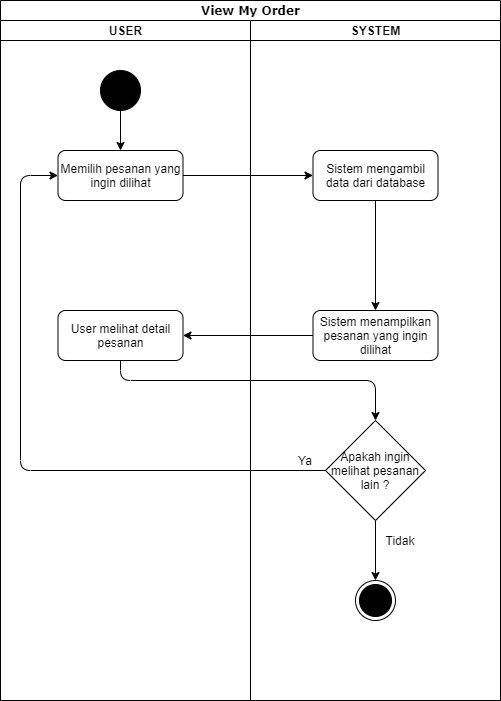 View My Order
USER
SYSTEM
Memilih pesanan yang
ingin dilihat
Sistem mengambil
data dari database
User melihat detail
pesanan
Sistem menampilkan
pesanan yang ingin
dilihat
Apakah ingin
melihat pesanan
lain ?
Ya
Tidak